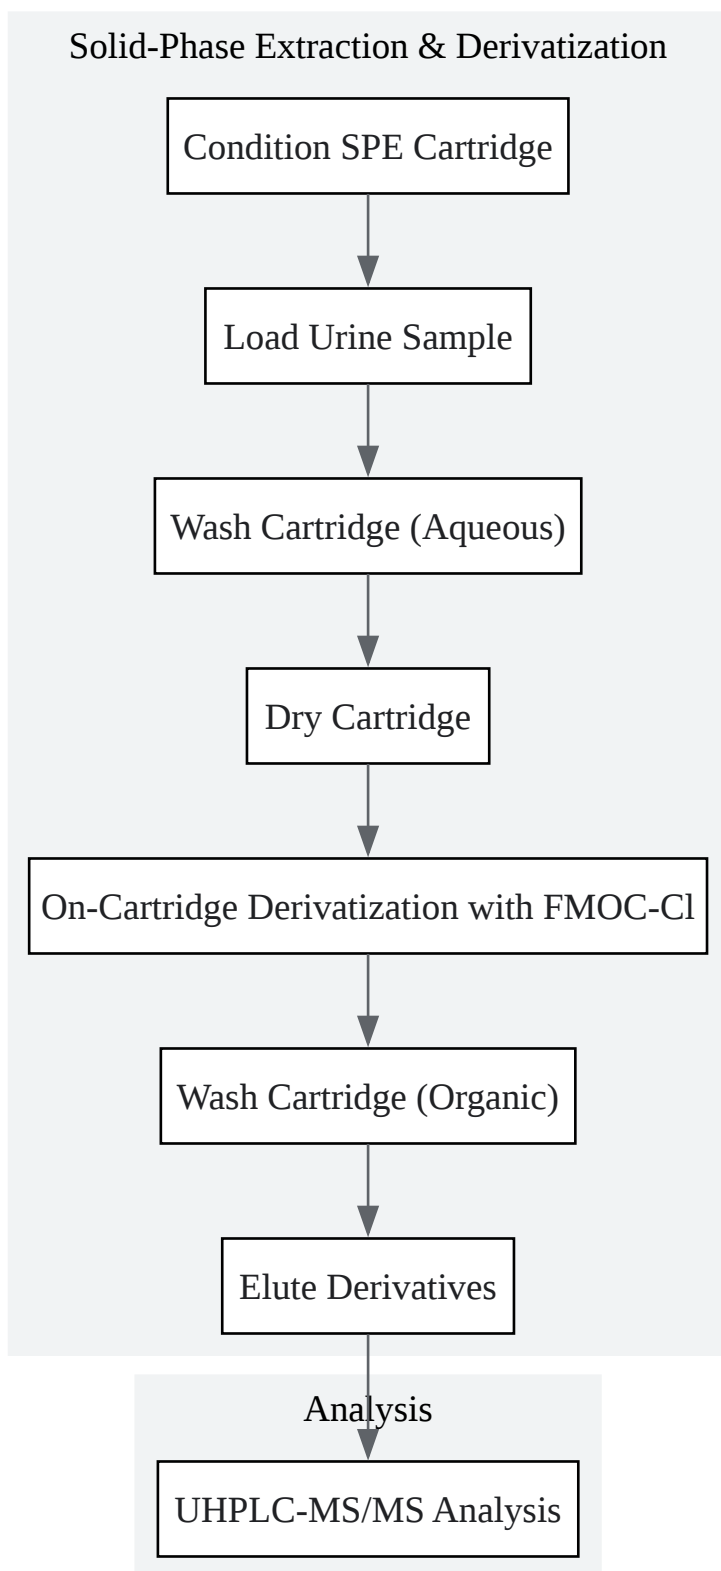 Solid-Phase Extraction & Derivatization
Condition SPE Cartridge
Load Urine Sample
Wash Cartridge (Aqueous)
Dry Cartridge
On-Cartridge Derivatization with FMOC-Cl
Wash Cartridge (Organic)
Elute Derivatives
Analysis
UHPLC-MS/MS Analysis